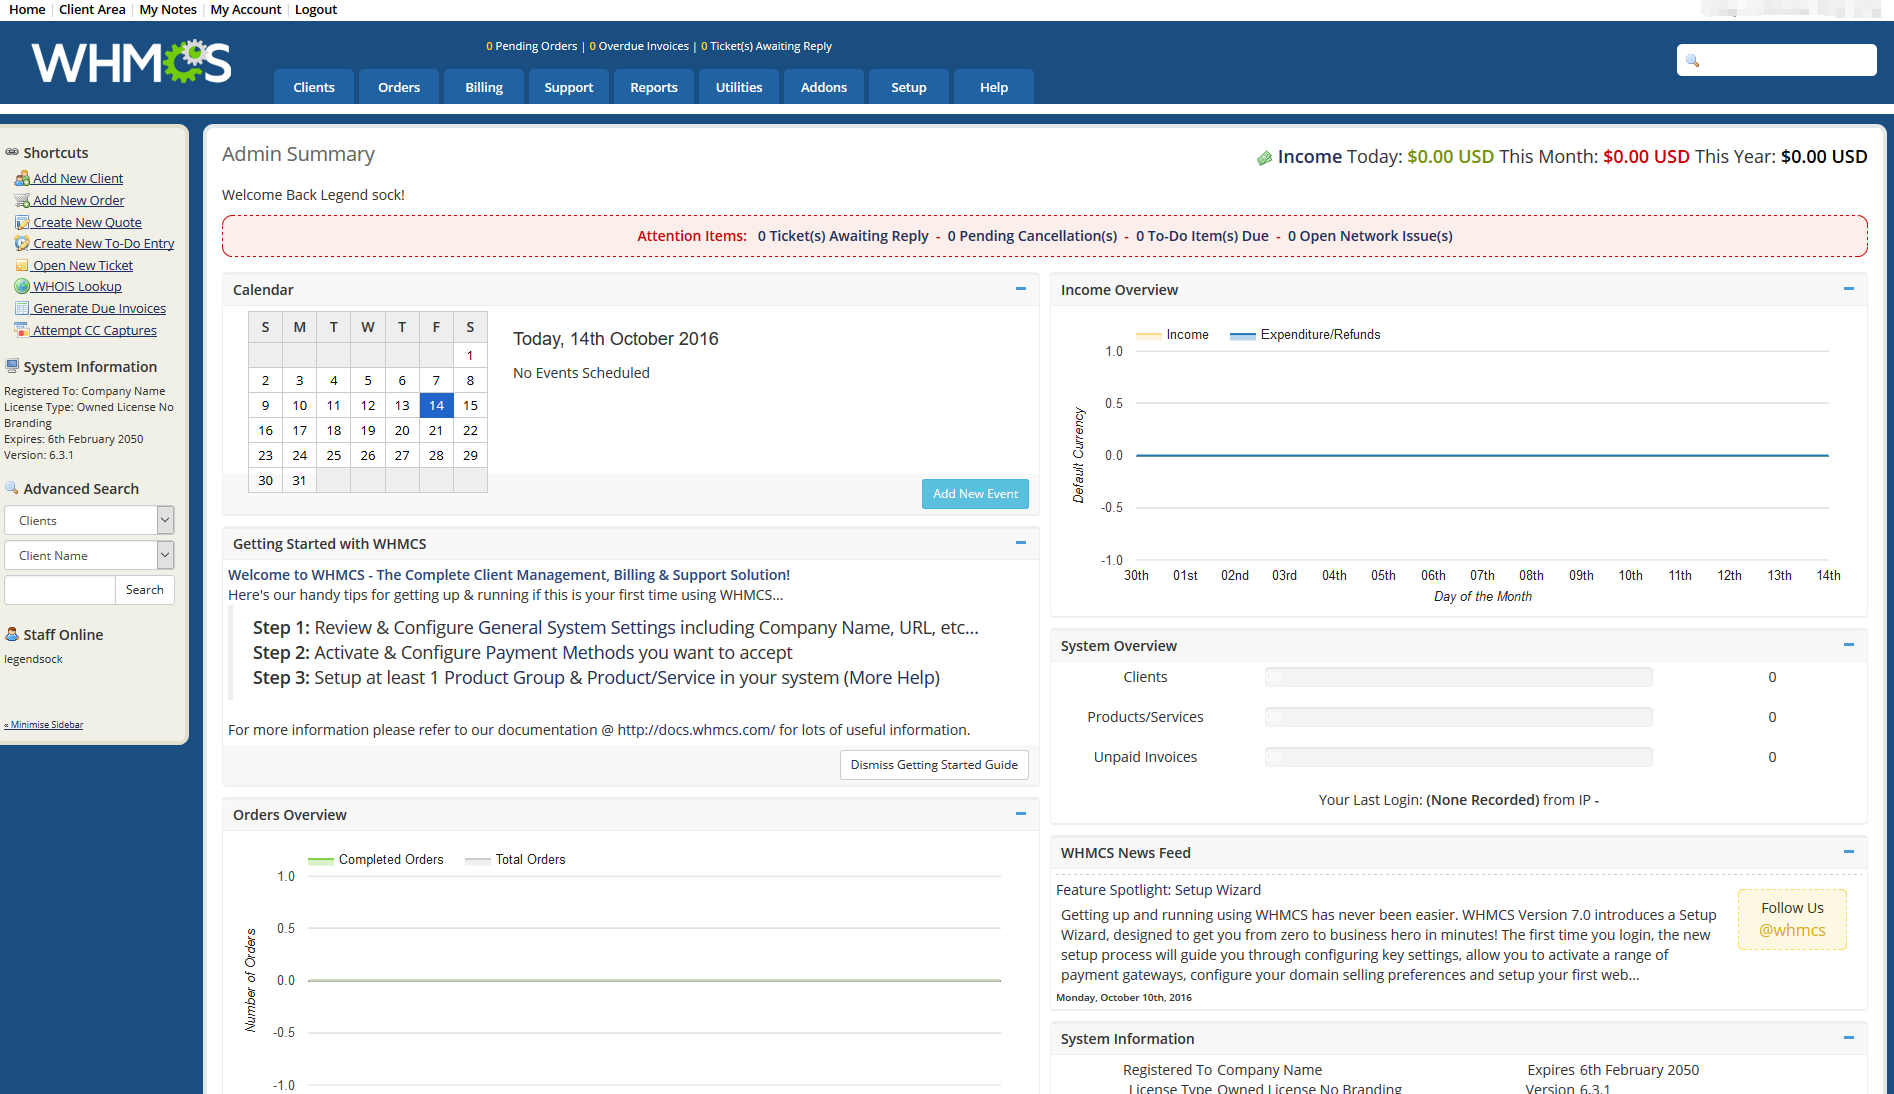 Home | Client Area | My Notes | My Account | Logout
WHMCS
0 Pending Orders | 0 Overdue Invoices | 0 Ticket(s) Awaiting Reply
Clients Orders Billing Support Reports Utilities Addons Setup Help
Shortcuts
Add New Client
Add New Order
Create New Quote
Create New To-Do Entry
Open New Ticket
WHOIS Lookup
Generate Due Invoices
Attempt CC Captures
System Information
Registered To: Company Name
License Type: Owned License No
Branding
Expires: 6th February 2050
Version: 6.3.1
Advanced Search
Clients
Client Name
Search
Staff Online
legendsock
« Minimise Sidebar
Admin Summary
Income Today: $0.00 USD This Month: $0.00 USD This Year: $0.00 USD
Welcome Back Legend sock!
Attention Items: 0 Ticket(s) Awaiting Reply - 0 Pending Cancellation(s) - 0 To-Do Item(s) Due - 0 Open Network Issue(s)
Calendar
S M T W T F S
1
2 3 4 5 6 7 8
9 10 11 12 13 14 15
16 17 18 19 20 21 22
23 24 25 26 27 28 29
30 31
Today, 14th October 2016
No Events Scheduled
Add New Event
Getting Started with WHMCS
Welcome to WHMCS - The Complete Client Management, Billing & Support Solution!
Here's our handy tips for getting up & running if this is your first time using WHMCS...
Step 1: Review & Configure General System Settings including Company Name, URL, etc...
Step 2: Activate & Configure Payment Methods you want to accept
Step 3: Setup at least 1 Product Group & Product/Service in your system (More Help)
For more information please refer to our documentation @ http://docs.whmcs.com/ for lots of useful information.
Dismiss Getting Started Guide
Orders Overview
Completed Orders Total Orders
1.0
0.5
0.0
-0.5
-1.0
Number of Orders
Income Overview
Income Expenditure/Refunds
1.0
0.5
0.0
-0.5
-1.0
Default Currency
30th 01st 02nd 03rd 04th 05th 06th 07th 08th 09th 10th 11th 12th 13th 14th
Day of the Month
System Overview
Clients 0% 0
Products/Services 0% 0
Unpaid Invoices 0% 0
Your Last Login: (None Recorded) from IP -
WHMCS News Feed
Feature Spotlight: Setup Wizard
Getting up and running using WHMCS has never been easier. WHMCS Version 7.0 introduces a Setup
Wizard, designed to get you from zero to business hero in minutes! The first time you login, the new
setup process will guide you through configuring key settings, allow you to activate a range of
payment gateways, configure your domain selling preferences and setup your first web...
Monday, October 10th, 2016
Follow Us
@whmcs
System Information
Registered To Company Name Expires 6th February 2050
License Type Owned License No Branding Version 6.3.1